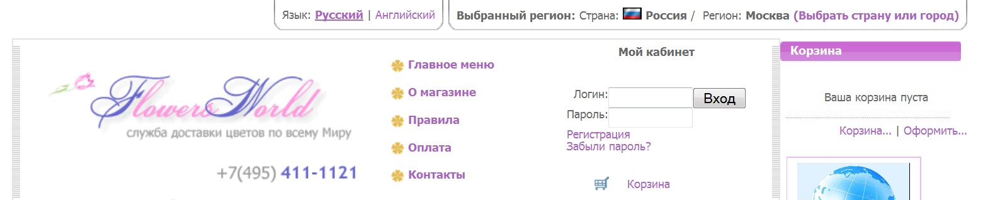 Язык: Русский | Английский
Выбранный регион: Страна: Россия / Регион: Москва (Выбрать страну или город)
FlowersWorld
служба доставки цветов по всему Миру
+7(495) 411-1121
Главное меню
О магазине
Правила
Оплата
Контакты
Мой кабинет
Логин: Вход
Пароль:
Регистрация
Забыли пароль?
Корзина
Корзина
Ваша корзина пуста
Корзина... | Оформить...